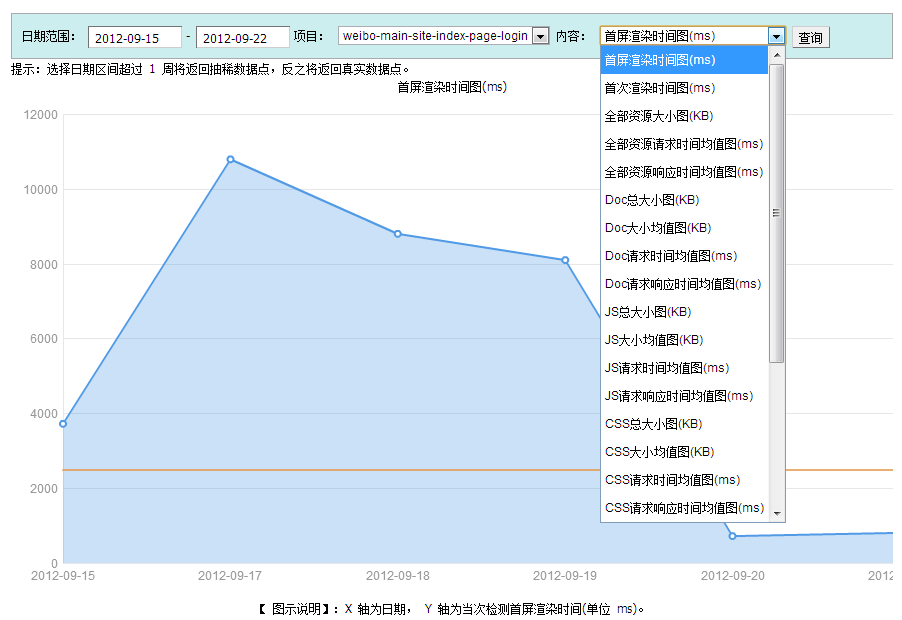 日期范围： 2012-09-15 - 2012-09-22 项目： weibo-main-site-index-page-login 内容： 首屏渲染时间图(ms) 查询
提示：选择日期区间超过 1 周将返回抽稀数据点，反之将返回真实数据点。
首屏渲染时间图(ms)
首屏渲染时间图(ms)
首次渲染时间图(ms)
全部资源大小图(KB)
全部资源请求时间均值图(ms)
全部资源响应时间均值图(ms)
Doc总大小图(KB)
Doc大小均值图(KB)
Doc请求时间均值图(ms)
Doc请求响应时间均值图(ms)
JS总大小图(KB)
JS大小均值图(KB)
JS请求时间均值图(ms)
JS请求响应时间均值图(ms)
CSS总大小图(KB)
CSS大小均值图(KB)
CSS请求时间均值图(ms)
CSS请求响应时间均值图(ms)
12000
10000
8000
6000
4000
2000
0
2012-09-15 2012-09-17 2012-09-18 2012-09-19 2012-09-20 2012
【 图示说明】：X 轴为日期， Y 轴为当次检测首屏渲染时间(单位 ms)。